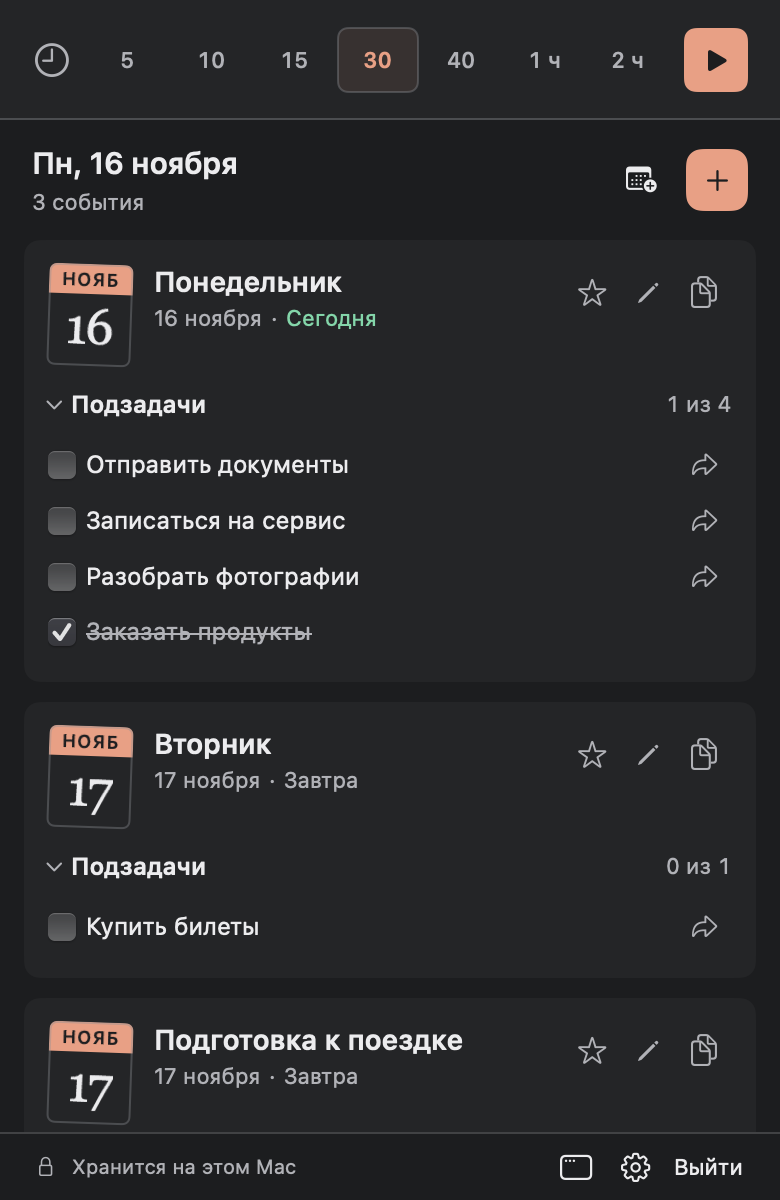 5 10 15 30 40 1 ч 2 ч
Пн, 16 ноября
3 события
НОЯБ
16
Понедельник
16 ноября · Сегодня
Подзадачи
1 из 4
Отправить документы
Записаться на сервис
Разобрать фотографии
Заказать продукты
НОЯБ
17
Вторник
17 ноября · Завтра
Подзадачи
0 из 1
Купить билеты
НОЯБ
17
Подготовка к поездке
17 ноября · Завтра
Хранится на этом Mac
Выйти